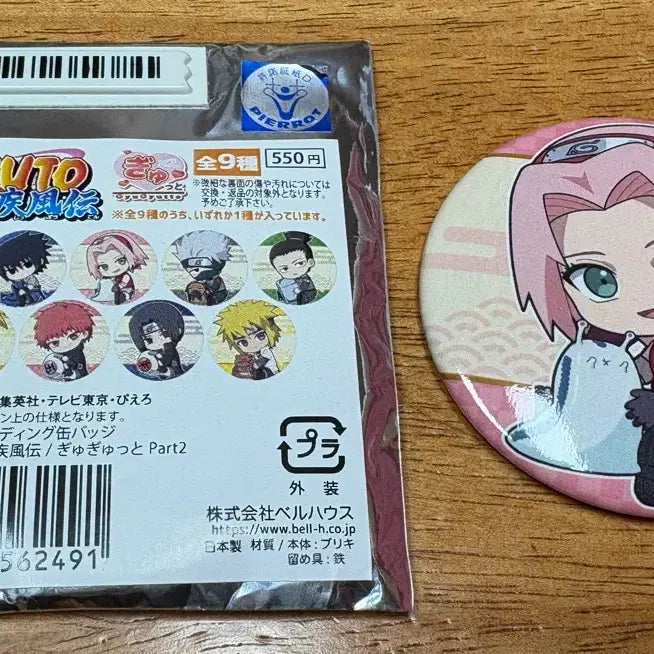 PIERROT
UTO
疾風伝
ぎゅ~っと
gyugyutto
全9種
550円
※微細な裏面の傷や汚れについては
交換・返品の対象外となります。
予めご了承下さい。
※全9種のうち、いずれか1種が入っています。
集英社・テレビ東京・ぴえろ
ン上の仕様となります。
ディング缶バッジ
疾風伝 / ぎゅぎゅっと Part2
プラ
外 装
株式会社ベルハウス
https://www.bell-h.co.jp
日本製 材質 / 本体 : ブリキ
留め具 : 鉄
562491